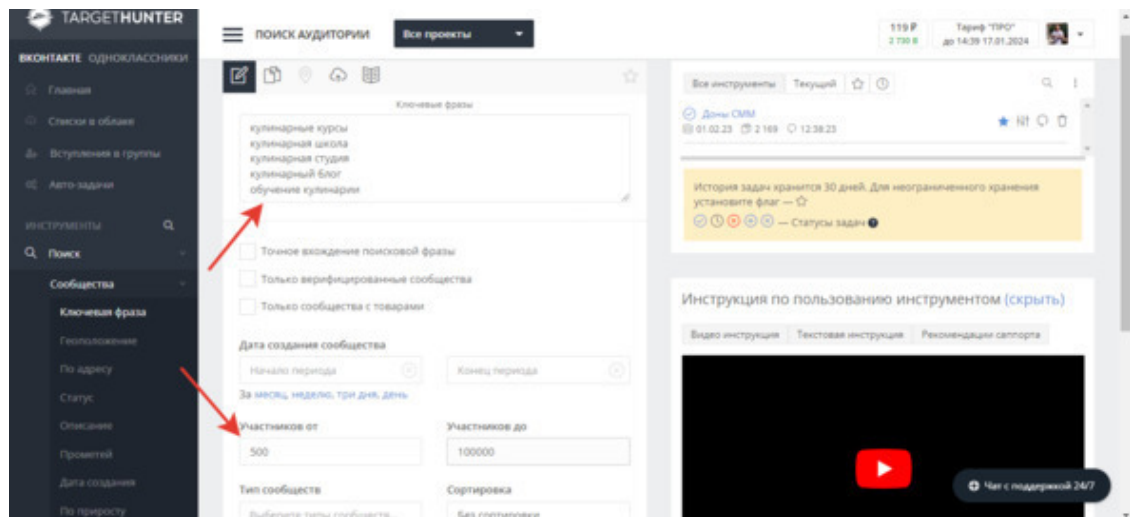 TARGETHUNTER
ВКОНТАКТЕ ОДНОКЛАССНИКИ
Главная
Списки в облаке
Вступления в группы
Авто-задачи
ИНСТРУМЕНТЫ
Поиск
Сообщества
Ключевая фраза
Геоположение
По адресу
Статус
Описание
Прометей
Дата создания
По приросту
ПОИСК АУДИТОРИИ
Все проекты
119 ₽
2 730 Б
Тариф "ПРО"
до 14:39 17.01.2024
Ключевые фразы
кулинарные курсы
кулинарная школа
кулинарная студия
кулинарный блог
обучение кулинарии
Точное вхождение поисковой фразы
Только верифицированные сообщества
Только сообщества с товарами
Дата создания сообщества
Начало периода
Конец периода
За месяц, неделю, три дня, день
Участников от
Участников до
500
100000
Тип сообществ
Сортировка
Выберите типы сообществ...
Без сортировки
Все инструменты
Текущий
Доны СММ
01.02.23 2 169 12:38:23
История задач хранится 30 дней. Для неограниченного хранения
установите флаг —
— Статусы задач
Инструкция по пользованию инструментом (скрыть)
Видео инструкция
Текстовая инструкция
Рекомендации саппорта
Чат с поддержкой 24/7